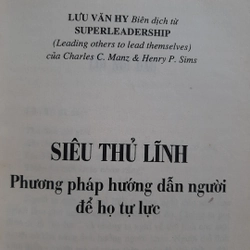 LƯU VĂN HY Biên dịch từ
SUPERLEADERSHIP
(Leading others to lead themselves)
của Charles C. Manz & Henry P. Sims
SIÊU THỦ LĨNH
Phương pháp hướng dẫn người
để họ tự lực